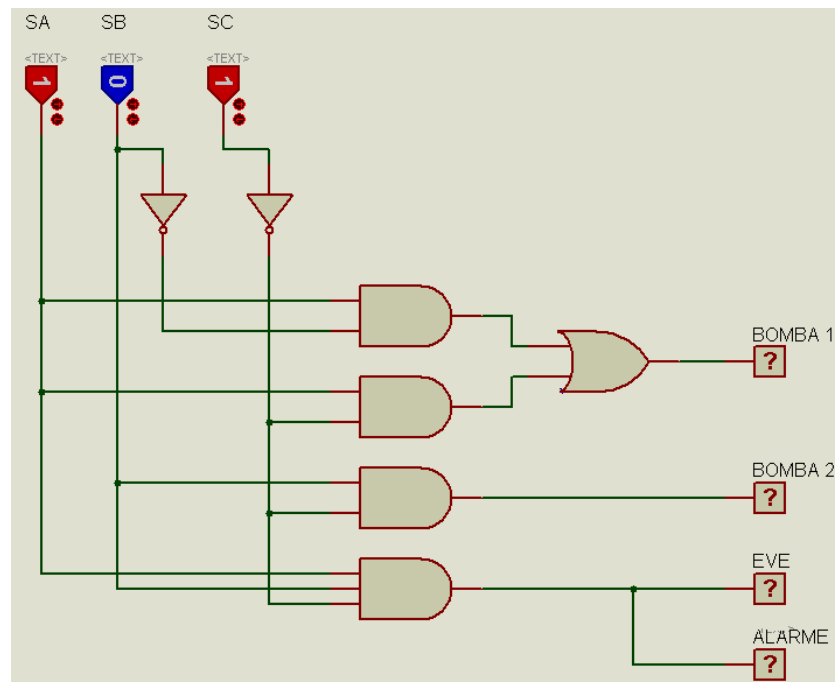 SA SB SC
<TEXT> <TEXT> <TEXT>
1 0 1
BOMBA 1
?
BOMBA 2
?
EVE
?
ALARME
?